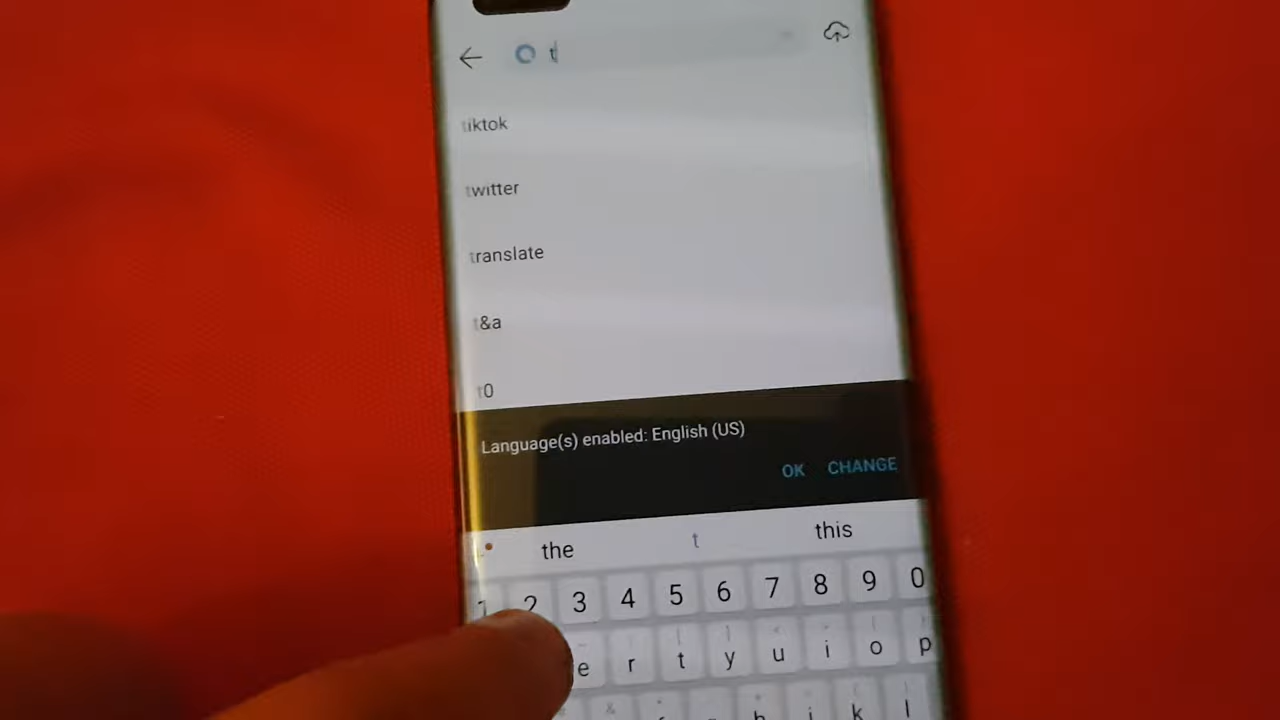 t
tiktok
twitter
translate
t&a
t0
Language(s) enabled: English (US)
OK CHANGE
the t this
1 2 3 4 5 6 7 8 9 0
e r t y u i o p
h j k l